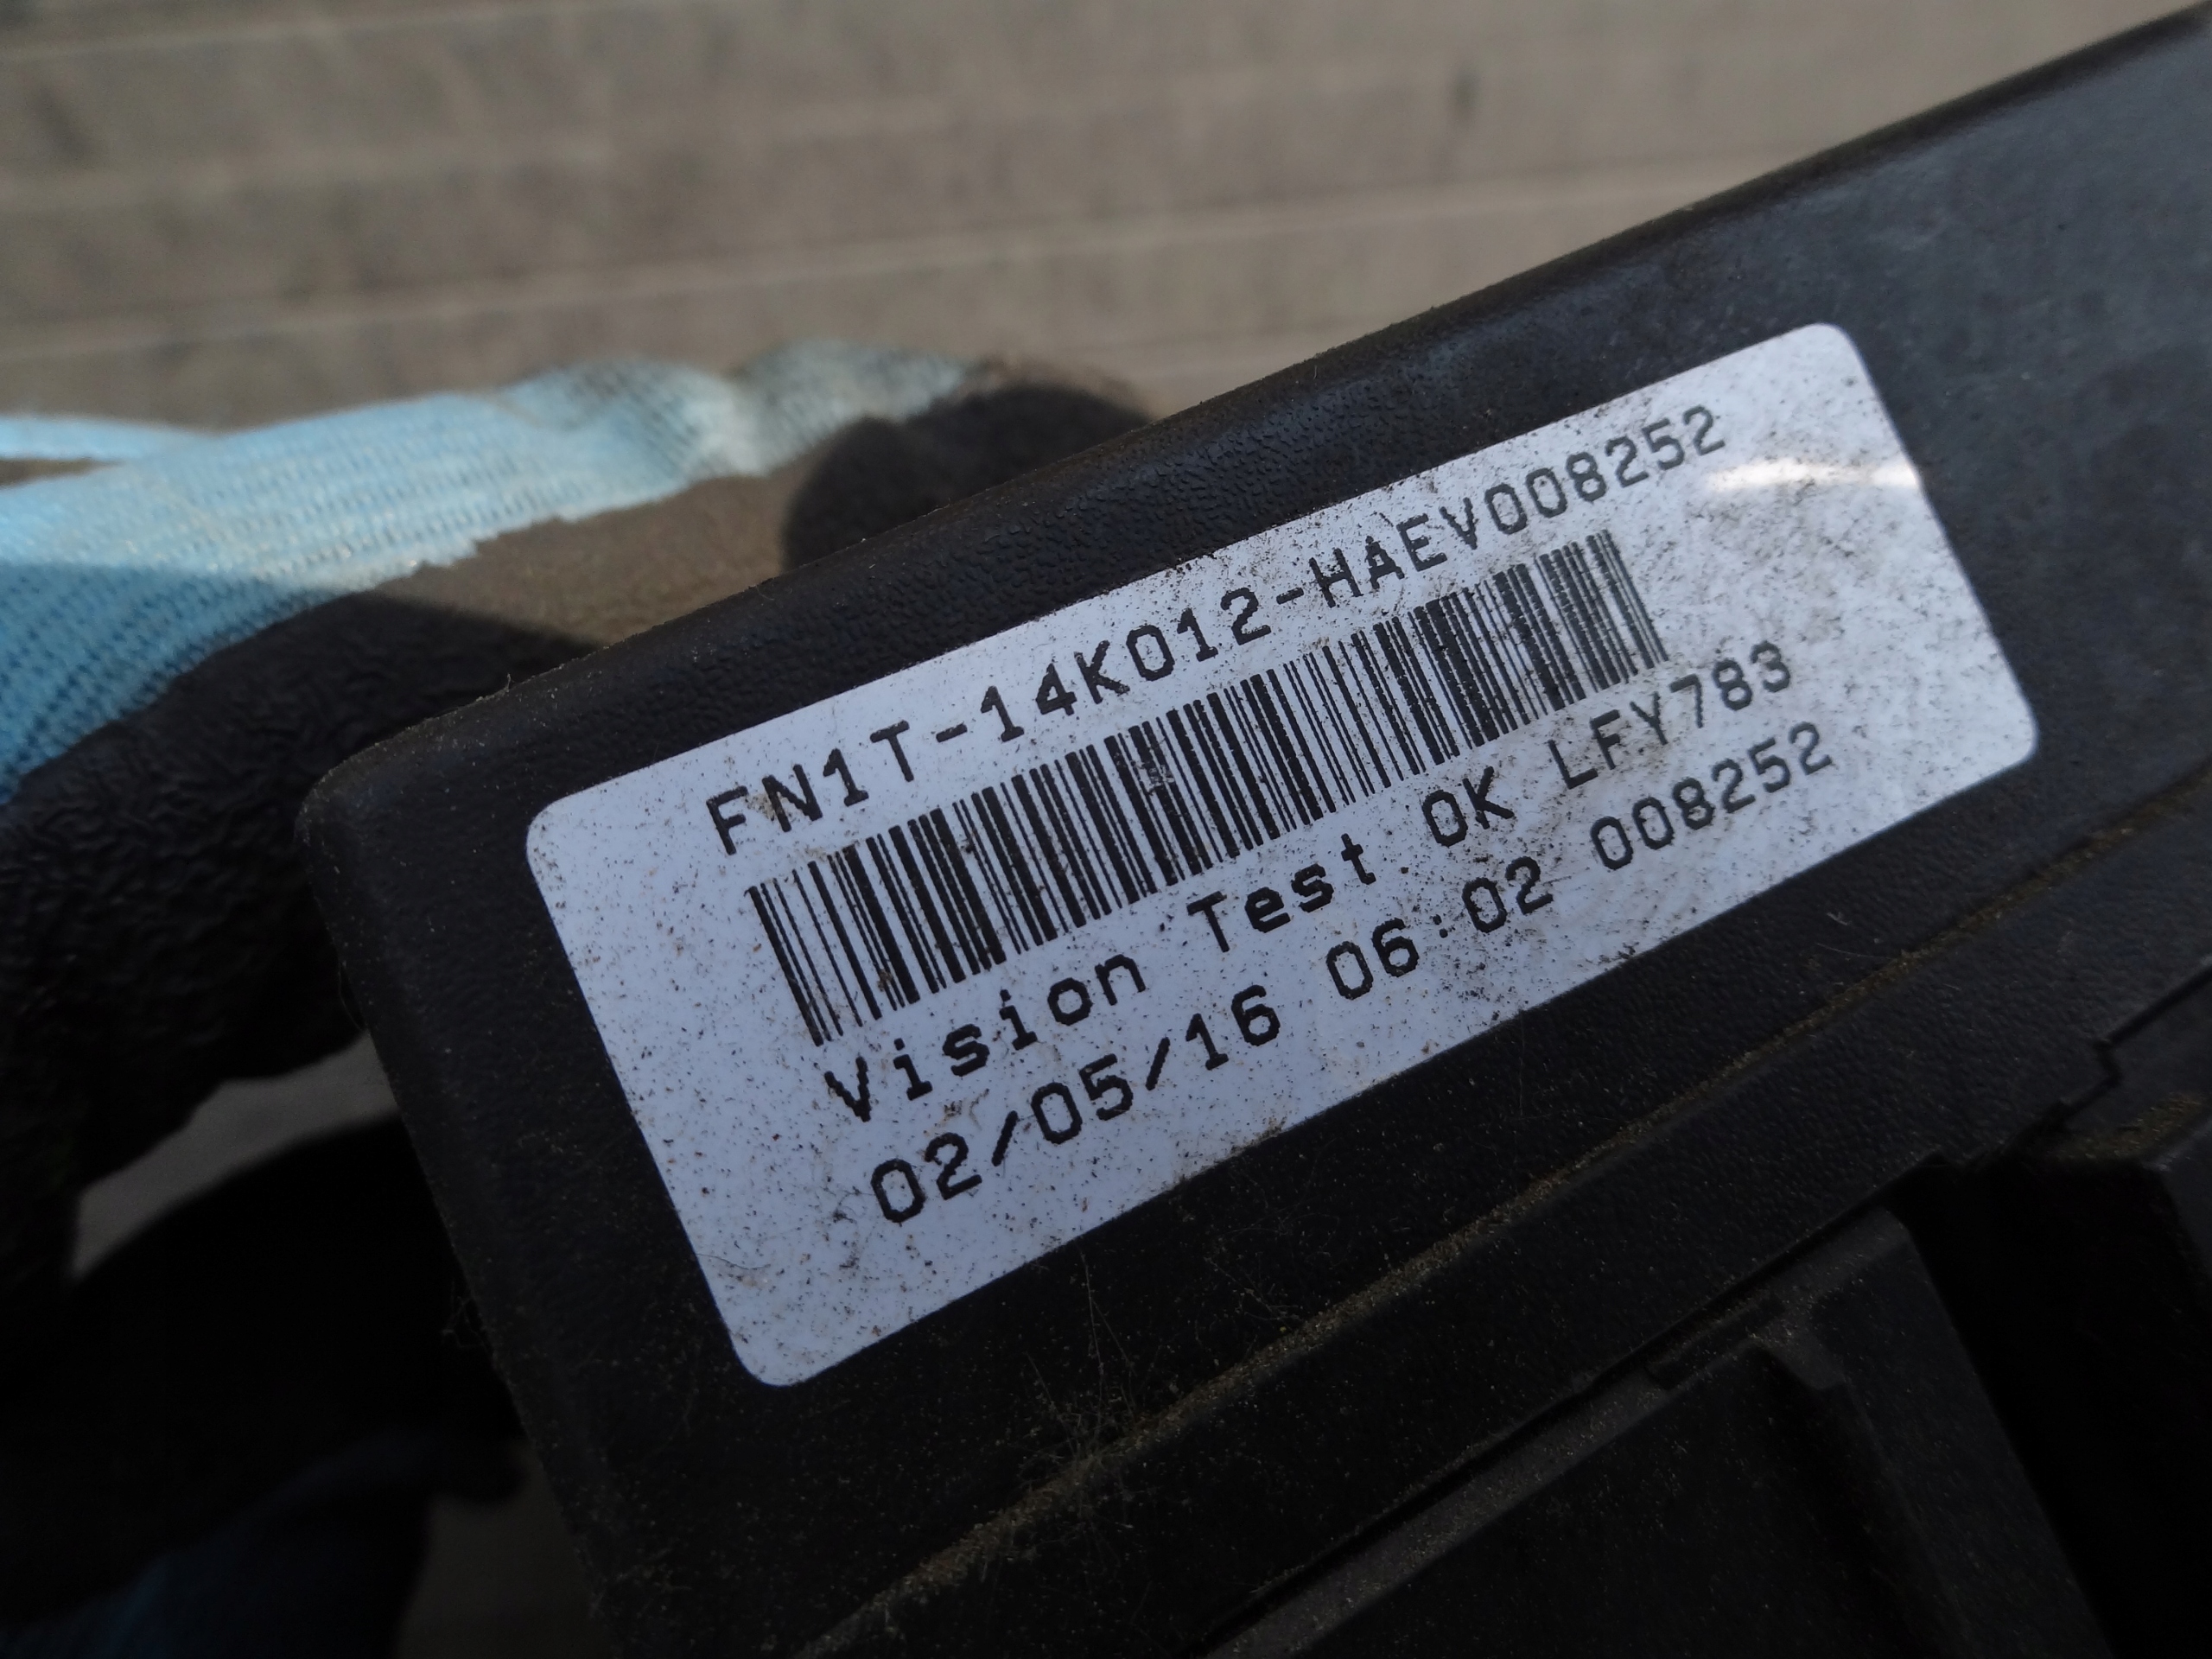 FN1T-14K012-HAEV008252
Vision Test OK LFY783
02/05/16 06:02 008252